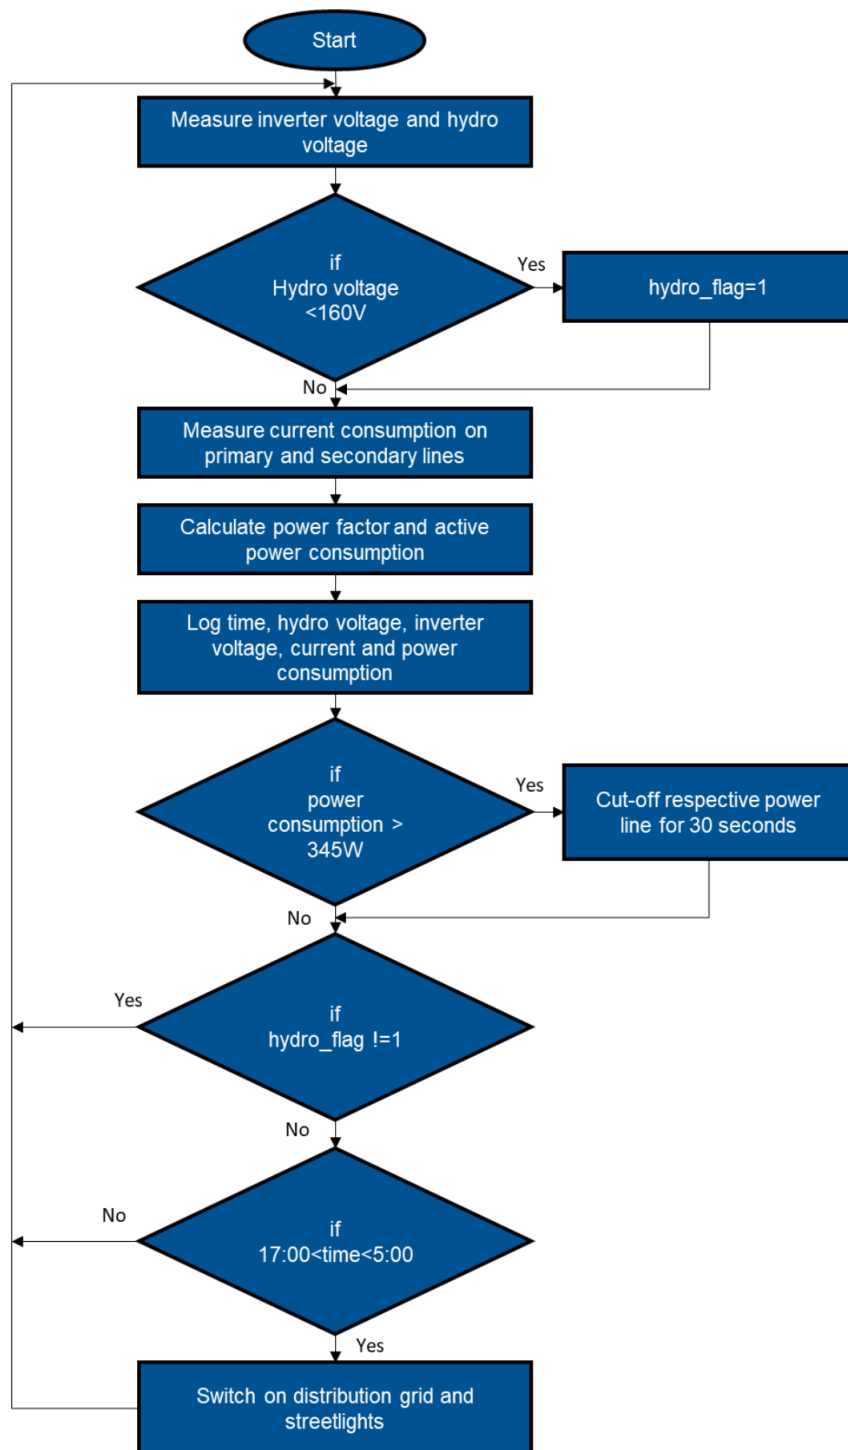 Start
Measure inverter voltage and hydro
voltage
if
Hydro voltage
<160V
Yes
hydro_flag=1
No
Measure current consumption on
primary and secondary lines
Calculate power factor and active
power consumption
Log time, hydro voltage, inverter
voltage, current and power
consumption
if
power
consumption >
345W
Yes
Cut-off respective power
line for 30 seconds
No
if
hydro_flag !=1
Yes
No
if
17:00<time<5:00
No
Yes
Switch on distribution grid and
streetlights